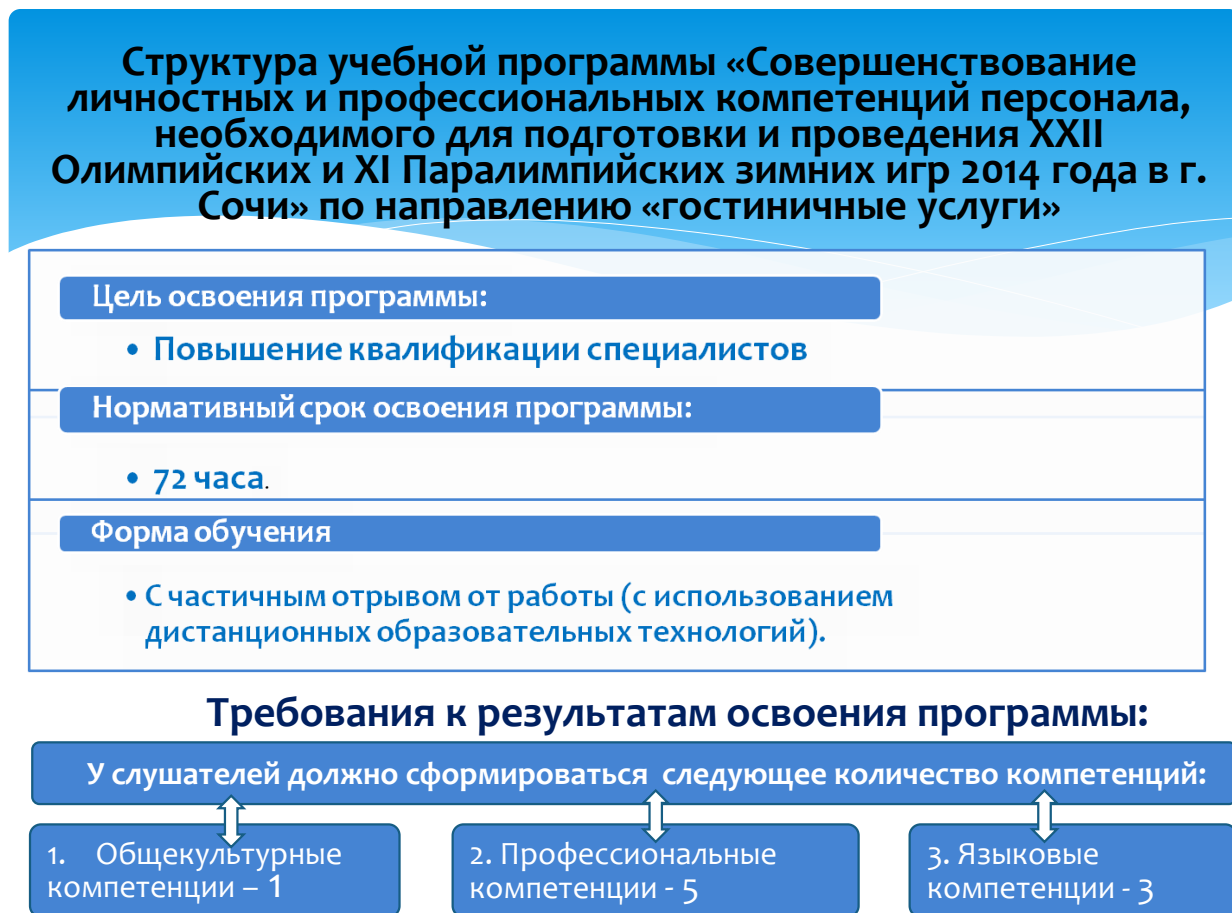 Структура учебной программы «Совершенствование
личностных и профессиональных компетенций персонала,
необходимого для подготовки и проведения XXII
Олимпийских и XI Паралимпийских зимних игр 2014 года в г.
Сочи» по направлению «гостиничные услуги»
Цель освоения программы:
• Повышение квалификации специалистов
Нормативный срок освоения программы:
• 72 часа.
Форма обучения
• С частичным отрывом от работы (с использованием
дистанционных образовательных технологий).
Требования к результатам освоения программы:
У слушателей должно сформироваться следующее количество компетенций:
1. Общекультурные
компетенции – 1
2. Профессиональные
компетенции - 5
3. Языковые
компетенции - 3